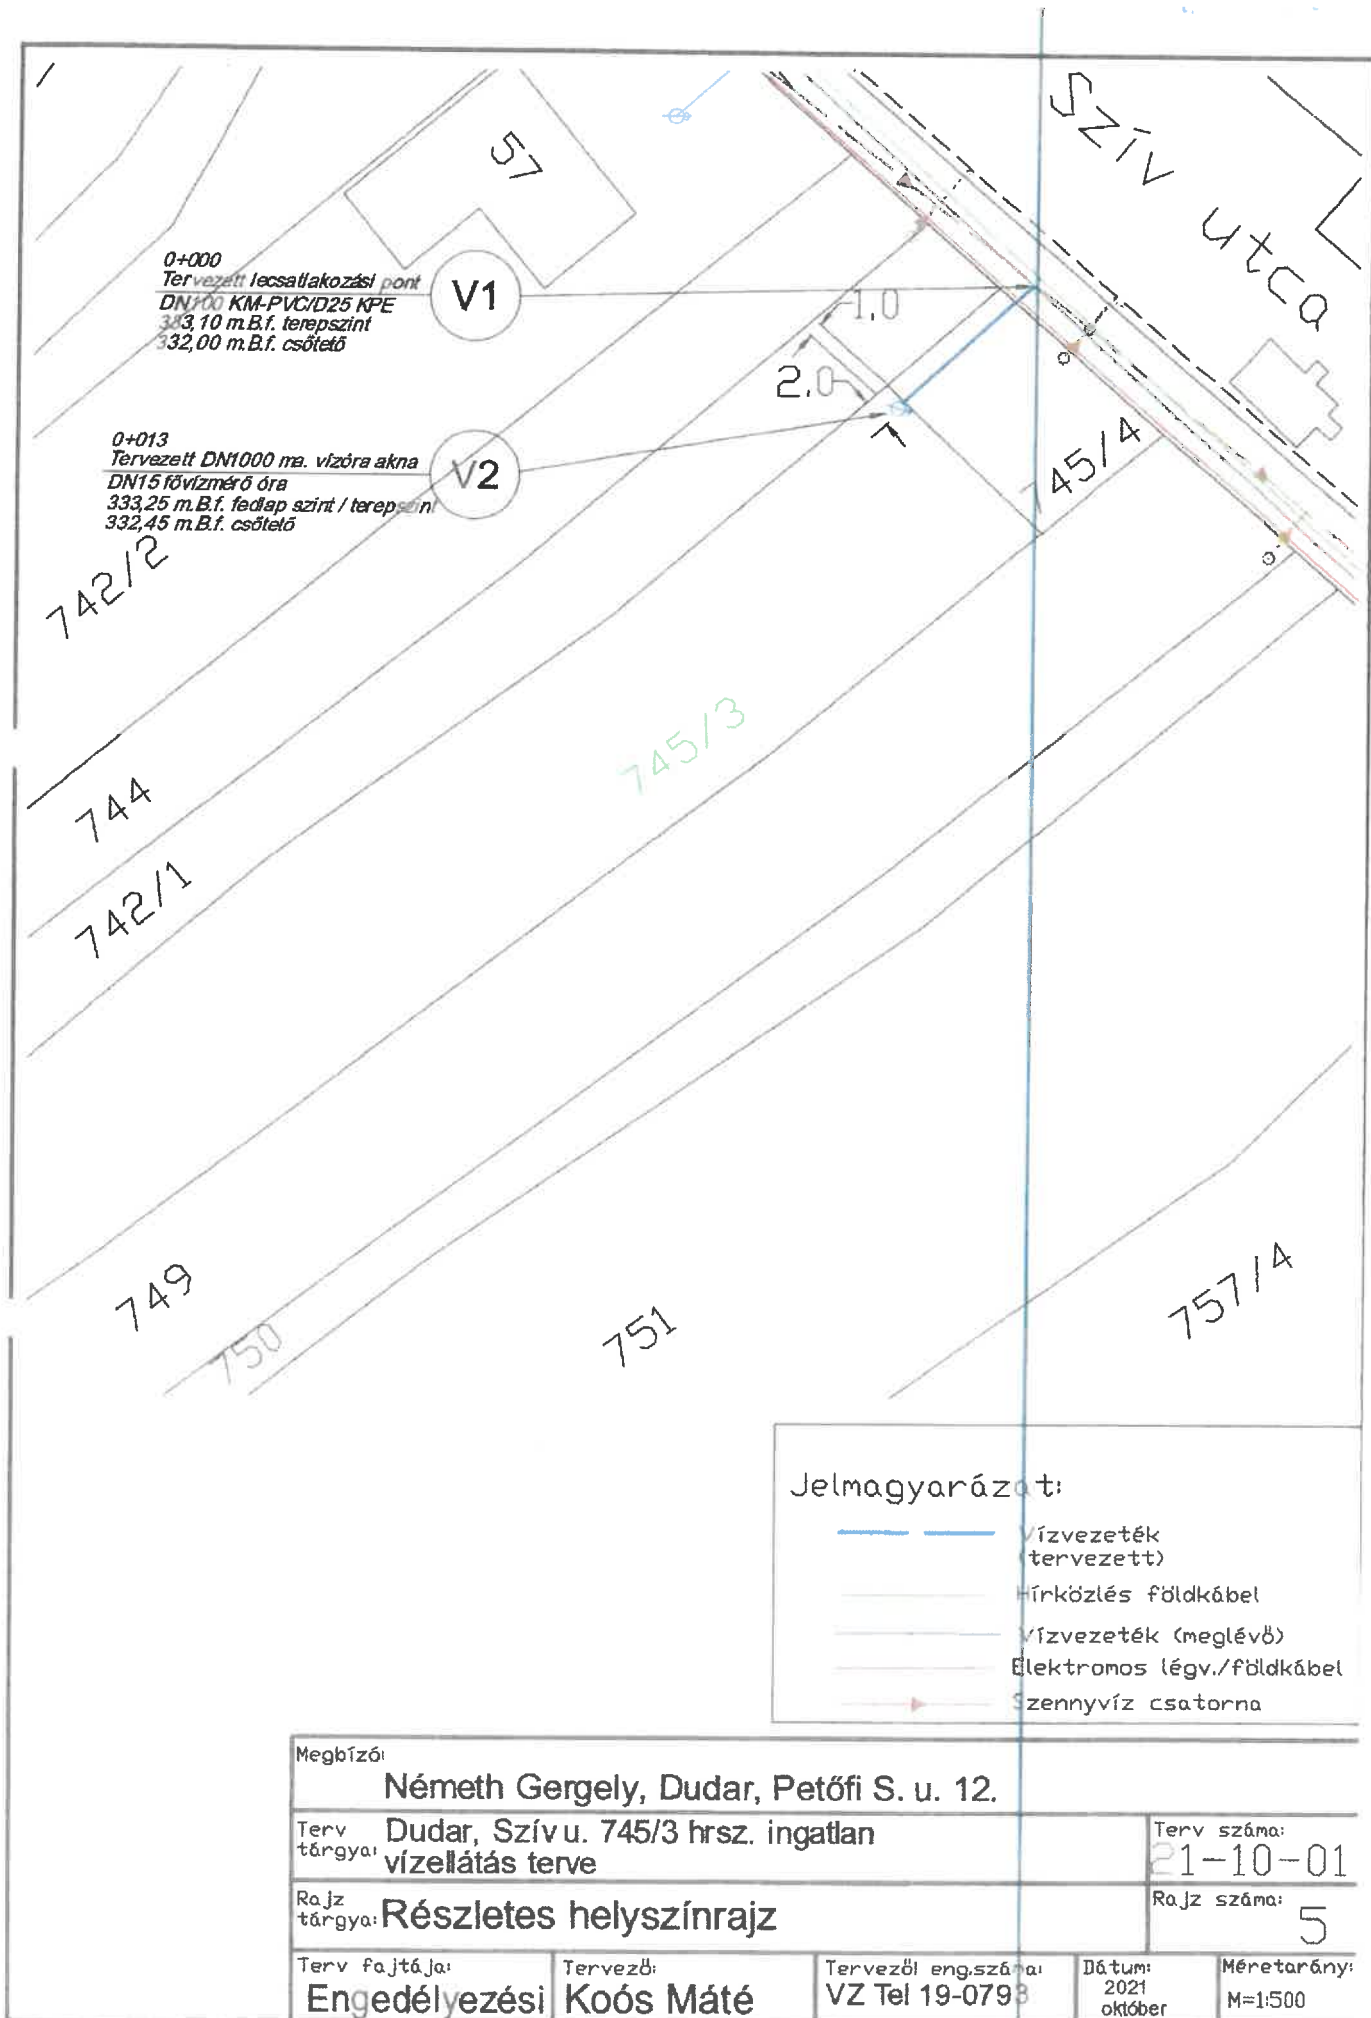 Szív utca
57
0+000
Tervezett lecsatlakozási pont
DN100 KM-PVC/D25 KPE
383,10 m.B.f. terepszint
332,00 m.B.f. csőtető
V1
1.0
2.0
0+013
Tervezett DN1000 ma. vízóra akna
DN15 fővízmérő óra
333,25 m.B.f. fedlap szint / terepszint
332,45 m.B.f. csőtető
V2
45/4
742/2
745/3
744
742/1
749
750
751
757/4
Jelmagyarázat:
Vízvezeték
(tervezett)
Hírközlés földkábel
Vízvezeték (meglévő)
Elektromos légv./földkábel
Szennyvíz csatorna
Megbízó:
Németh Gergely, Dudar, Petőfi S. u. 12.
Terv tárgya:
Dudar, Szív u. 745/3 hrsz. ingatlan
vízellátás terve
Terv száma:
21-10-01
Rajz tárgya:
Részletes helyszínrajz
Rajz száma:
5
Terv fajtája:
Engedélyezési
Tervező:
Koós Máté
Tervezői eng.száma:
VZ Tel 19-0798
Dátum:
2021
október
Méretarány:
M=1:500